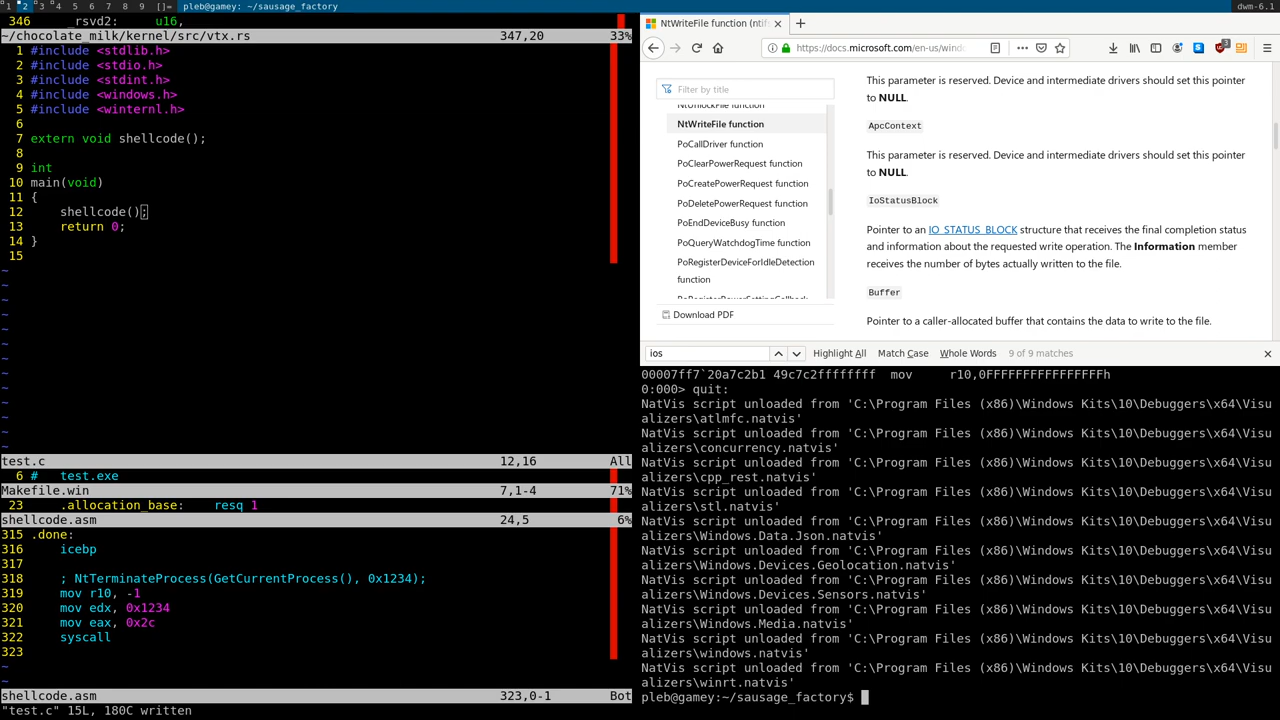 1 2 3 4 5 6 7 8 9 []= pleb@gamey: ~/sausage_factory dwm-6.1
346 _rsvd2: u16,
~/chocolate_milk/kernel/src/vtx.rs 347,20 33%
1 #include <stdlib.h>
2 #include <stdio.h>
3 #include <stdint.h>
4 #include <windows.h>
5 #include <winternl.h>
6
7 extern void shellcode();
8
9 int
10 main(void)
11 {
12 shellcode();
13 return 0;
14 }
15
~
~
~
~
~
~
~
~
~
~
~
~
test.c 12,16 All
6 # test.exe
Makefile.win 7,1-4 71%
23 .allocation_base: resq 1
shellcode.asm 24,5 6%
315 .done:
316 icebp
317
318 ; NtTerminateProcess(GetCurrentProcess(), 0x1234);
319 mov r10, -1
320 mov edx, 0x1234
321 mov eax, 0x2c
322 syscall
323
~
~
shellcode.asm 323,0-1 Bot
"test.c" 15L, 180C written
NtWriteFile function (ntifs
https://docs.microsoft.com/en-us/wind
3
Filter by title
NtUnlockFile function
NtWriteFile function
PoCallDriver function
PoClearPowerRequest function
PoCreatePowerRequest function
PoDeletePowerRequest function
PoEndDeviceBusy function
PoQueryWatchdogTime function
PoRegisterDeviceForIdleDetection
function
PoRegisterPowerSettingCallback
Download PDF
This parameter is reserved. Device and intermediate drivers should set this pointer
to NULL.
ApcContext
This parameter is reserved. Device and intermediate drivers should set this pointer
to NULL.
IoStatusBlock
Pointer to an IO_STATUS_BLOCK structure that receives the final completion status
and information about the requested write operation. The Information member
receives the number of bytes actually written to the file.
Buffer
Pointer to a caller-allocated buffer that contains the data to write to the file.
ios Highlight All Match Case Whole Words 9 of 9 matches
00007ff7`20a7c2b1 49c7c2ffffffff mov r10,0FFFFFFFFFFFFFFFFh
0:000> quit:
NatVis script unloaded from 'C:\Program Files (x86)\Windows Kits\10\Debuggers\x64\Visu
alizers\atlmfc.natvis'
NatVis script unloaded from 'C:\Program Files (x86)\Windows Kits\10\Debuggers\x64\Visu
alizers\concurrency.natvis'
NatVis script unloaded from 'C:\Program Files (x86)\Windows Kits\10\Debuggers\x64\Visu
alizers\cpp_rest.natvis'
NatVis script unloaded from 'C:\Program Files (x86)\Windows Kits\10\Debuggers\x64\Visu
alizers\stl.natvis'
NatVis script unloaded from 'C:\Program Files (x86)\Windows Kits\10\Debuggers\x64\Visu
alizers\Windows.Data.Json.natvis'
NatVis script unloaded from 'C:\Program Files (x86)\Windows Kits\10\Debuggers\x64\Visu
alizers\Windows.Devices.Geolocation.natvis'
NatVis script unloaded from 'C:\Program Files (x86)\Windows Kits\10\Debuggers\x64\Visu
alizers\Windows.Devices.Sensors.natvis'
NatVis script unloaded from 'C:\Program Files (x86)\Windows Kits\10\Debuggers\x64\Visu
alizers\Windows.Media.natvis'
NatVis script unloaded from 'C:\Program Files (x86)\Windows Kits\10\Debuggers\x64\Visu
alizers\windows.natvis'
NatVis script unloaded from 'C:\Program Files (x86)\Windows Kits\10\Debuggers\x64\Visu
alizers\winrt.natvis'
pleb@gamey:~/sausage_factory$